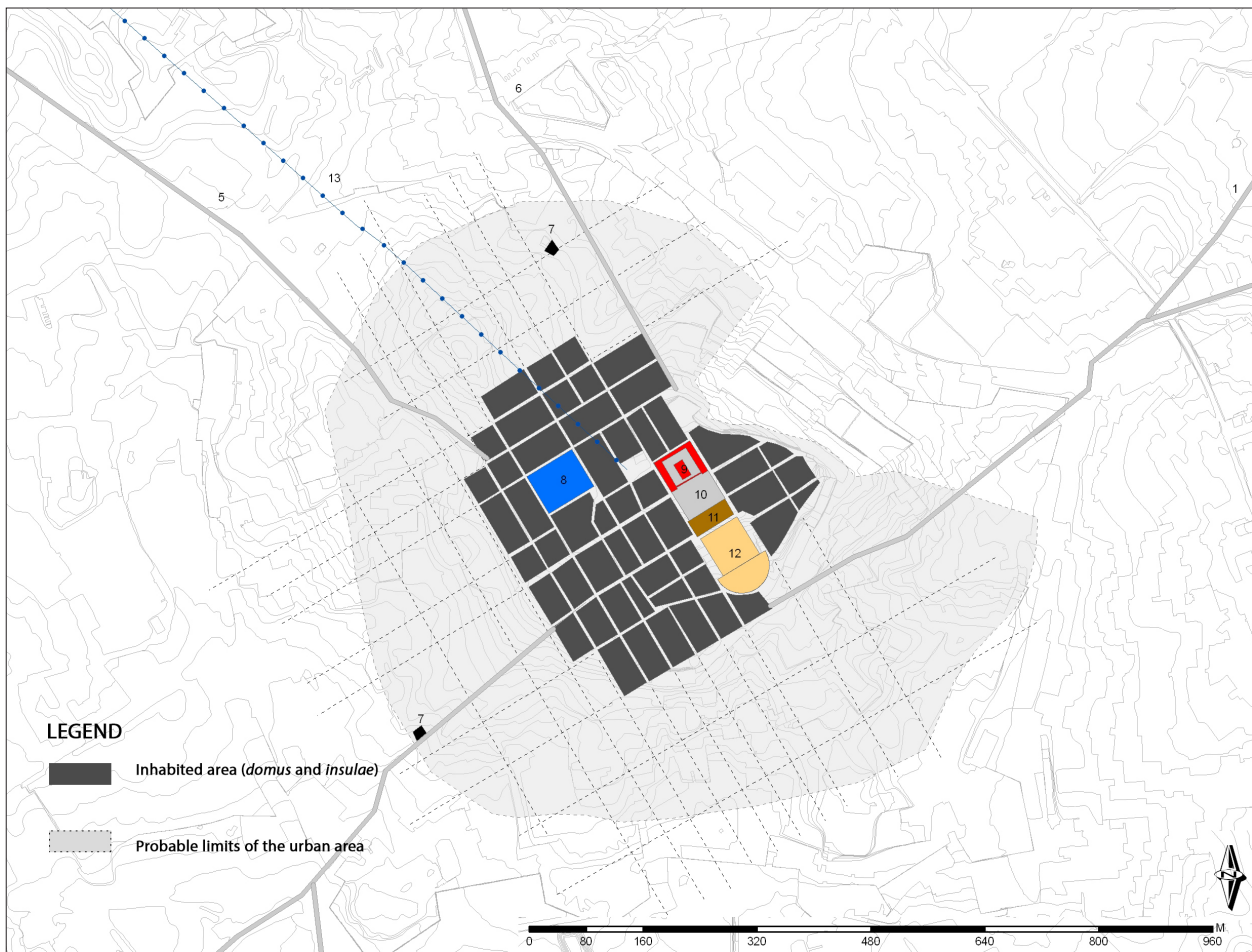 6
13
5
1
7
8
9
10
11
12
7
LEGEND
Inhabited area (domus and insulae)
Probable limits of the urban area
N
M
0 80 160 320 480 640 800 960